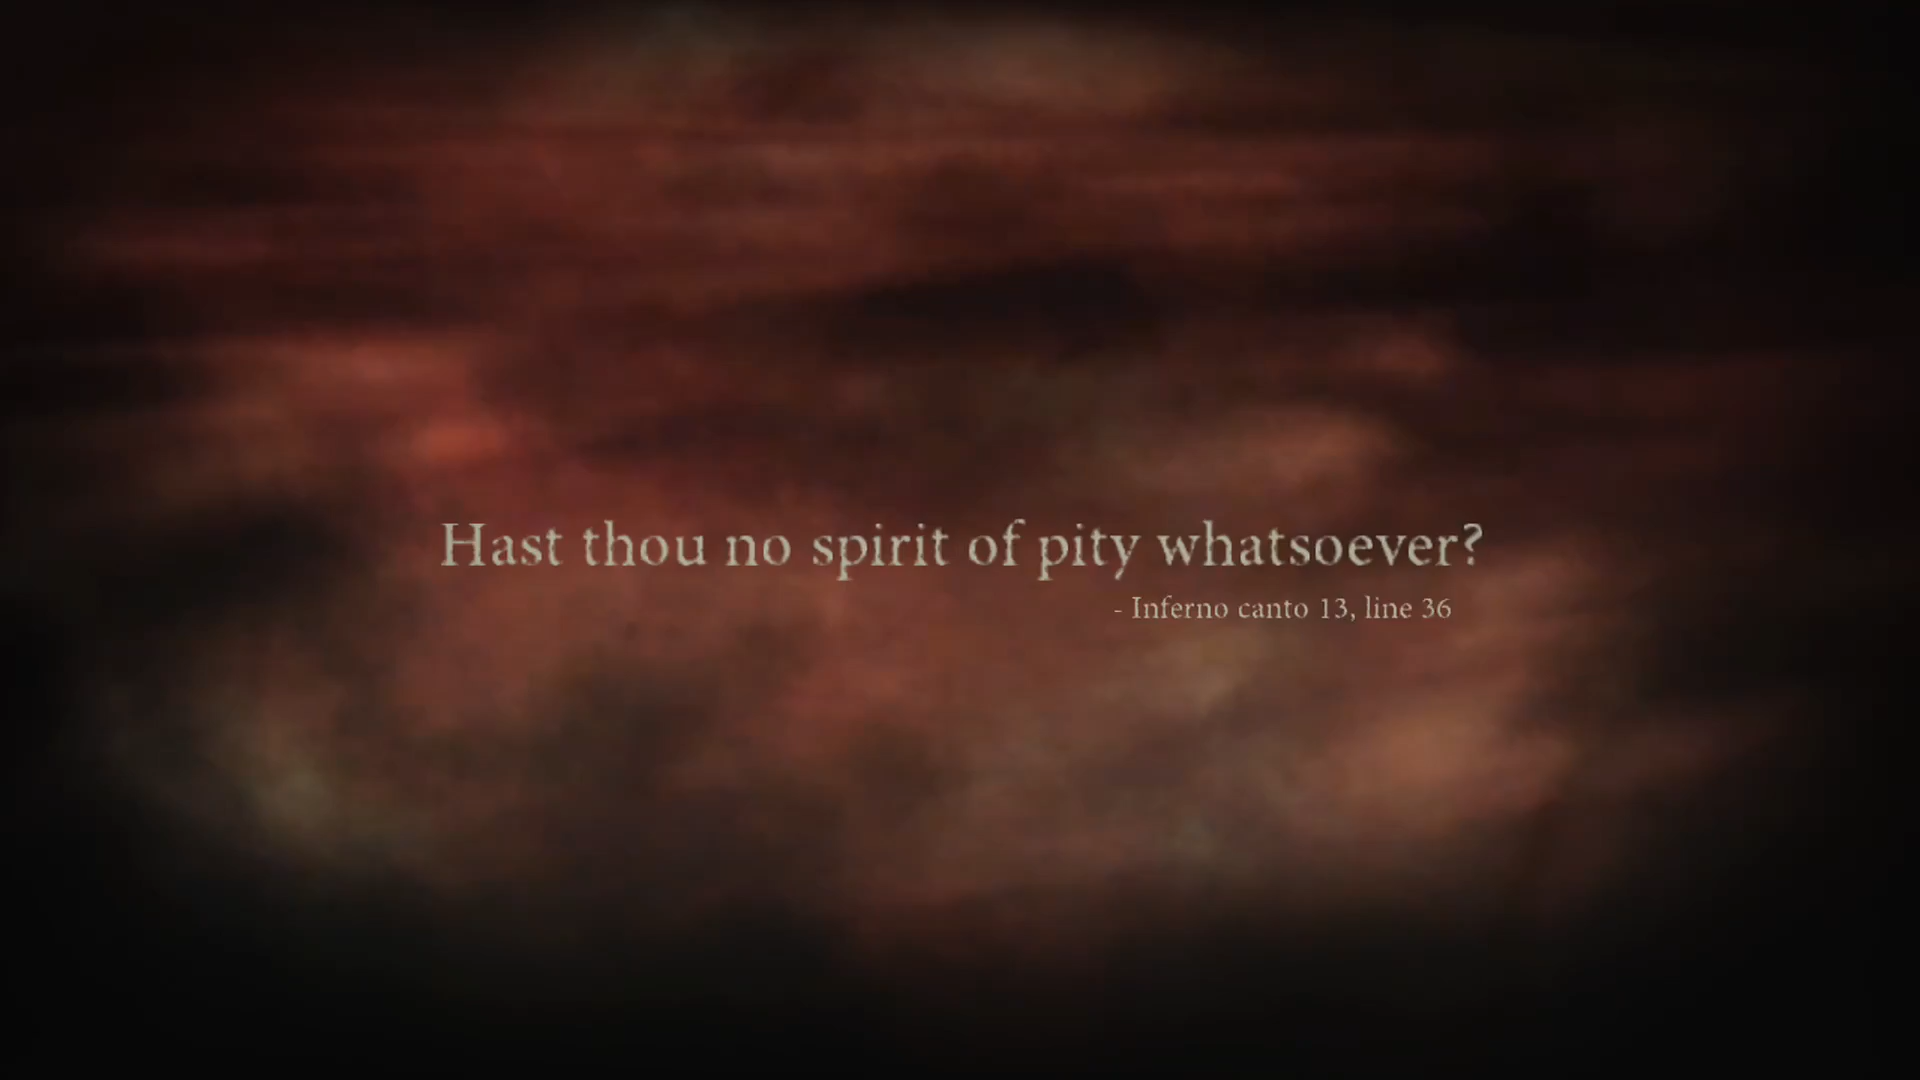 Hast thou no spirit of pity whatsoever?
- Inferno canto 13, line 36